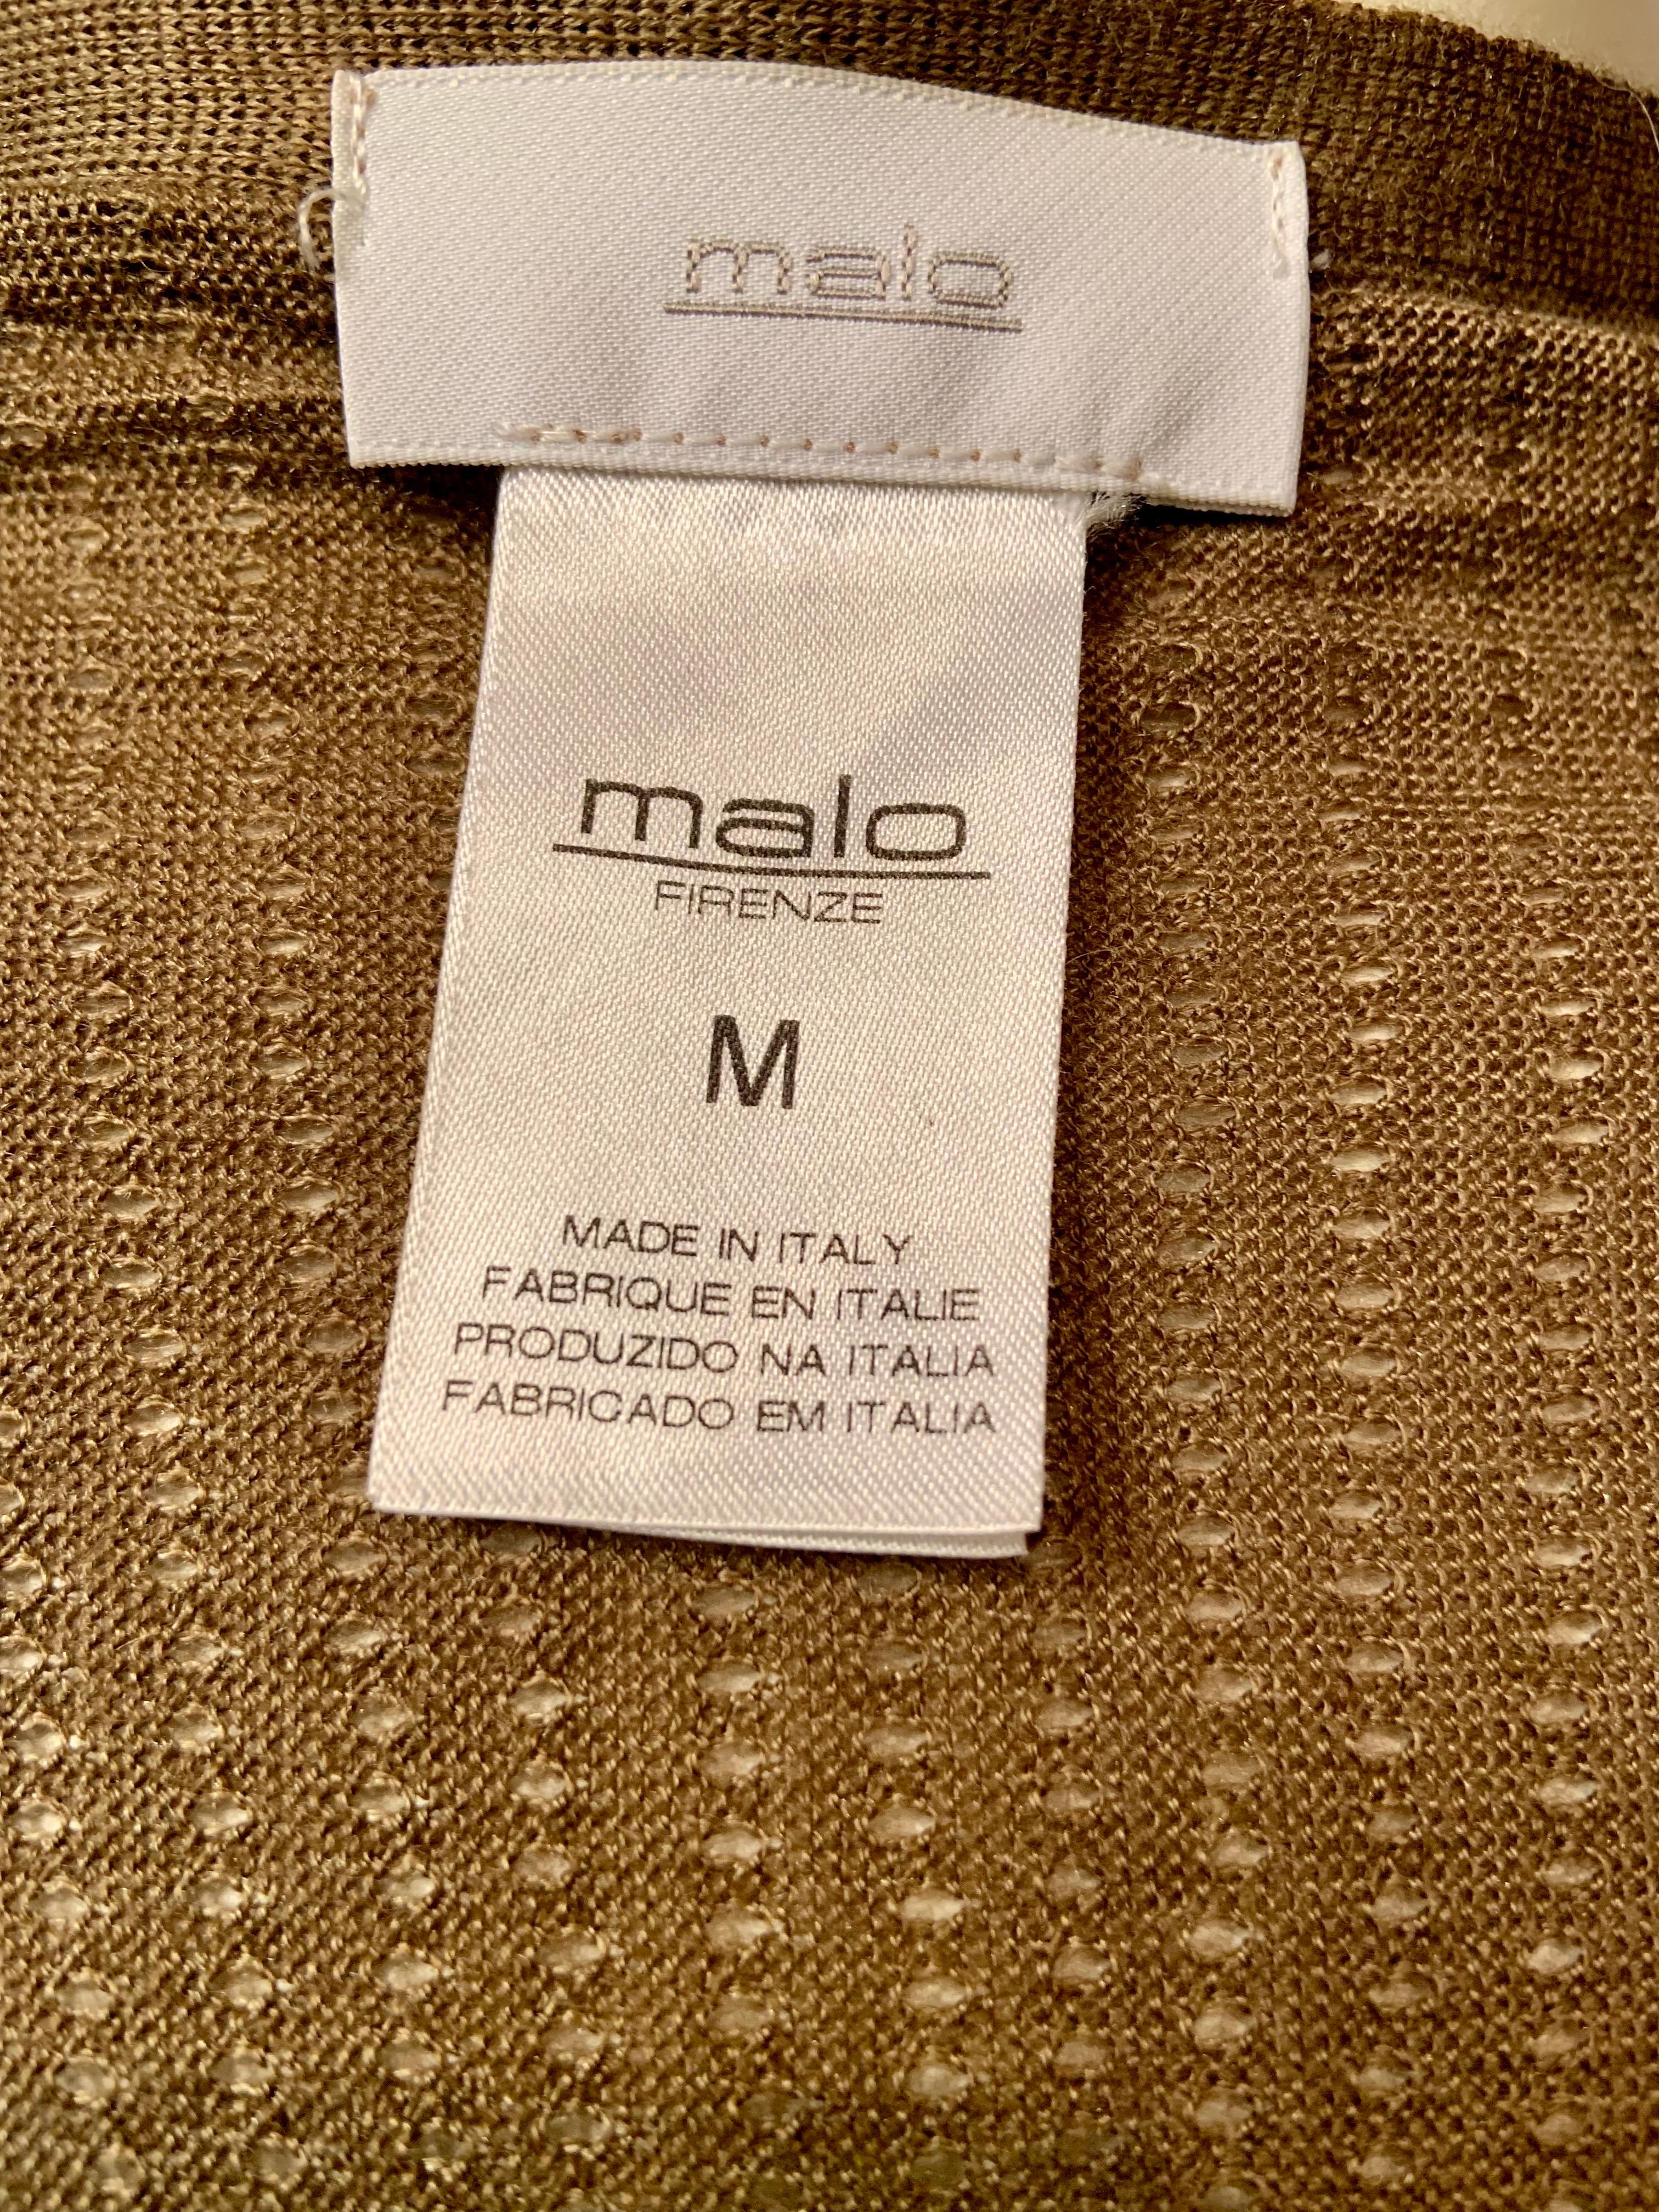 malo
malo
FIRENZE
M
MADE IN ITALY
FABRIQUE EN ITALIE
PRODUZIDO NA ITALIA
FABRICADO EM ITALIA